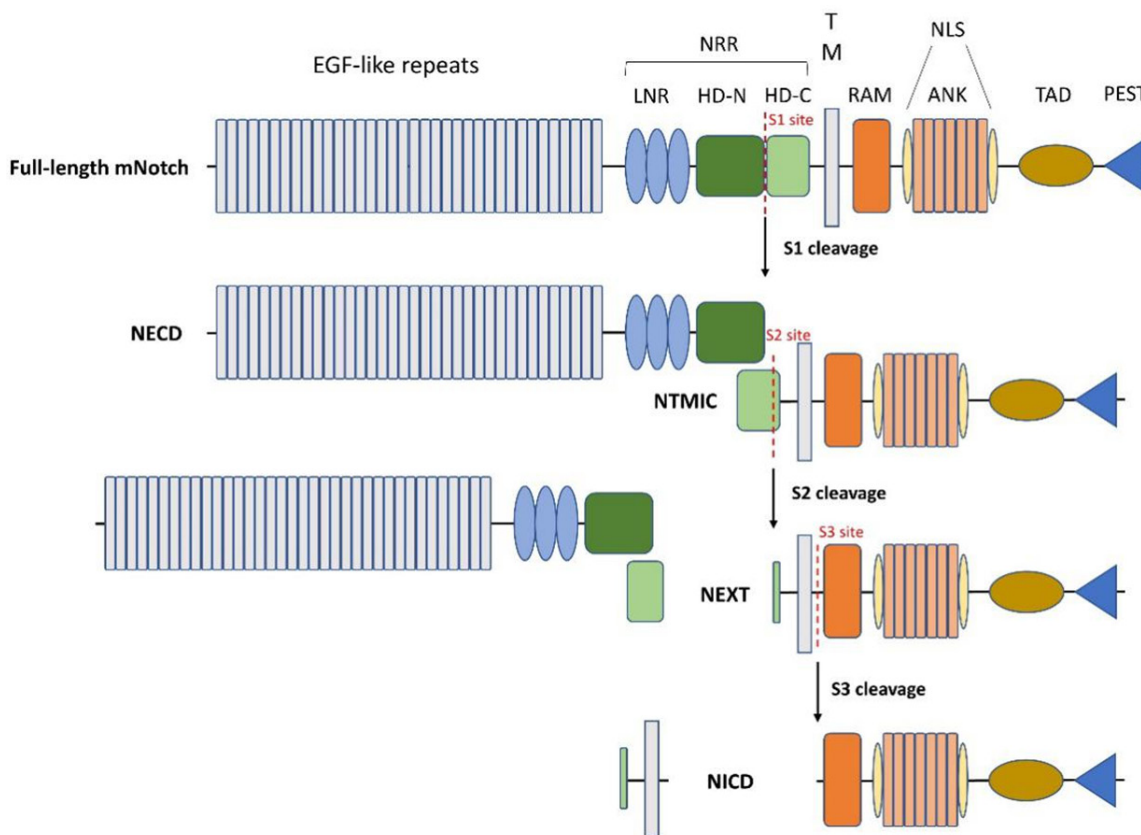 T
M
NRR
NLS
EGF-like repeats
LNR HD-N HD-C RAM ANK TAD PEST
S1 site
Full-length mNotch
S1 cleavage
NECD
S2 site
NTMIC
S2 cleavage
S3 site
NEXT
S3 cleavage
NICD